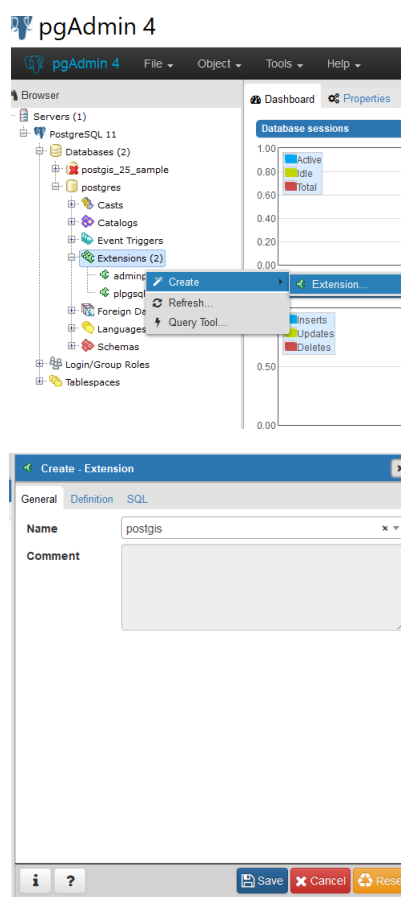 pgAdmin 4
pgAdmin 4 File Object Tools Help
Browser
Dashboard Properties
Servers (1)
PostgreSQL 11
Databases (2)
postgis_25_sample
postgres
Casts
Catalogs
Event Triggers
Extensions (2)
plpgsql
Languages
Schemas
Login/Group Roles
Tablespaces
Create
Refresh...
Query Tool...
Extension...
Database sessions
1.00
0.80
0.60
0.40
0.20
0.00
Active
Idle
Total
Inserts
Updates
Deletes
0.50
0.00
Create - Extension
General Definition SQL
Name postgis
Comment
i ? Save Cancel